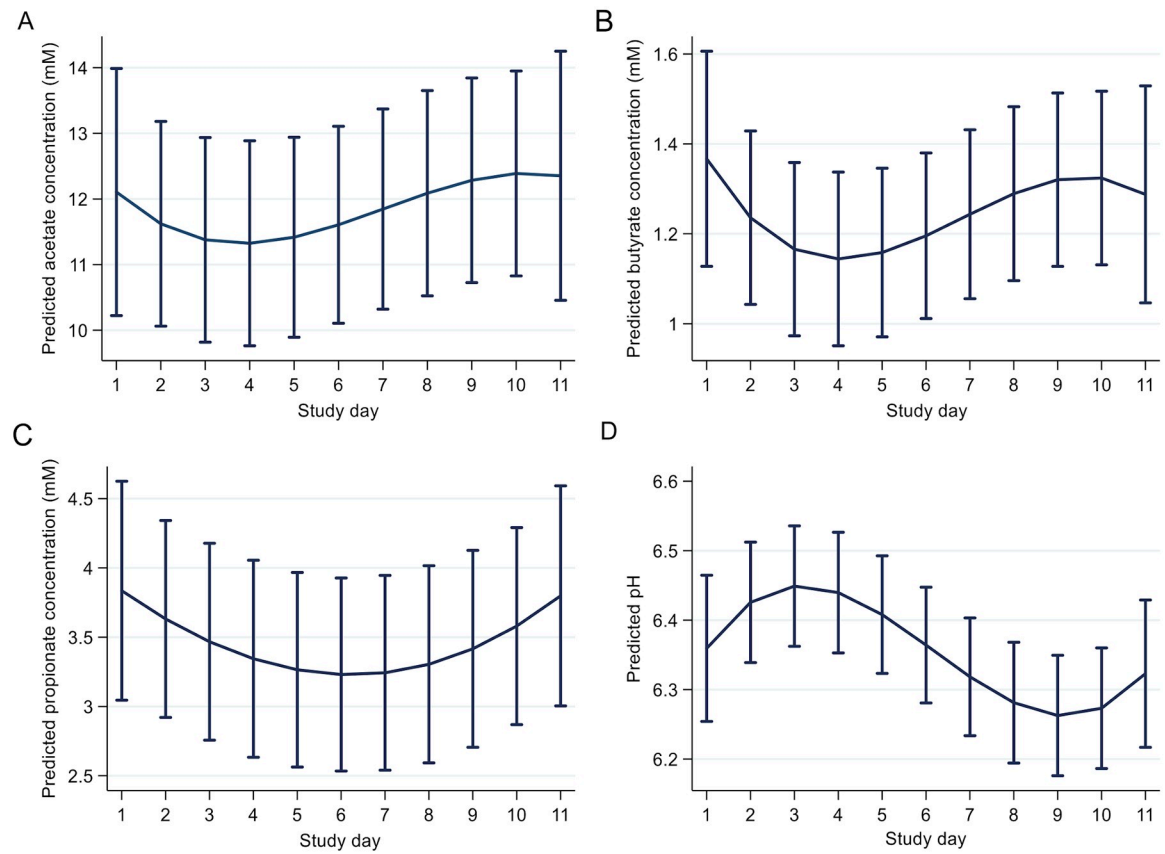 A
Predicted acetate concentration (mM)
14
13
12
11
10
1 2 3 4 5 6 7 8 9 10 11
Study day
B
Predicted butyrate concentration (mM)
1.6
1.4
1.2
1
1 2 3 4 5 6 7 8 9 10 11
Study day
C
Predicted propionate concentration (mM)
4.5
4
3.5
3
2.5
1 2 3 4 5 6 7 8 9 10 11
Study day
D
Predicted pH
6.6
6.5
6.4
6.3
6.2
1 2 3 4 5 6 7 8 9 10 11
Study day